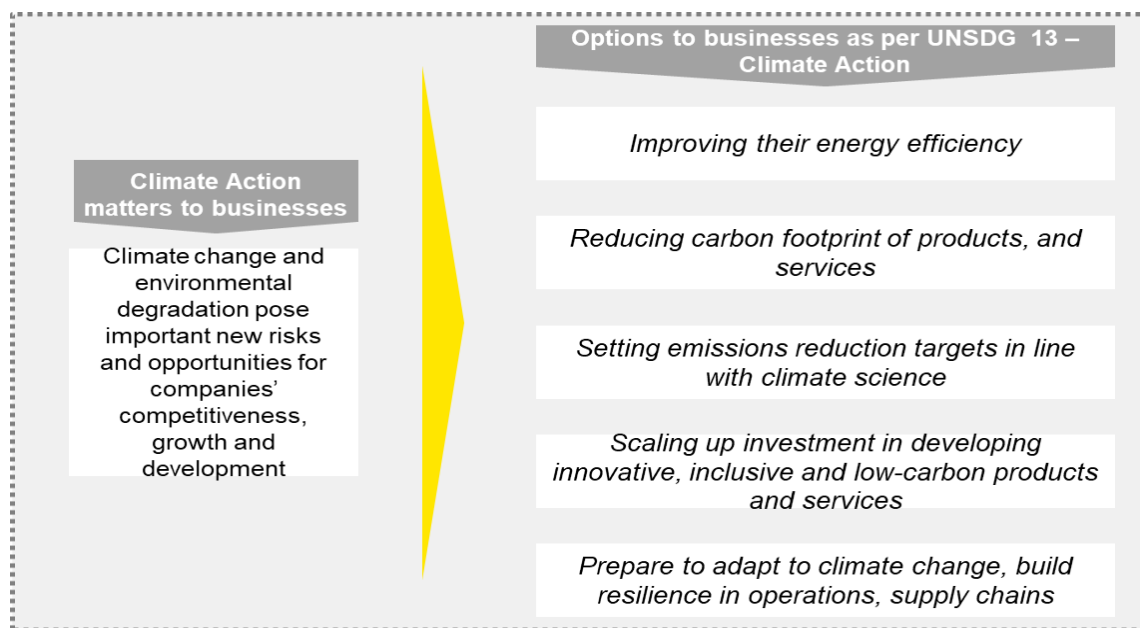 Climate Action
matters to businesses
Climate change and
environmental
degradation pose
important new risks
and opportunities for
companies’
competitiveness,
growth and
development
Options to businesses as per UNSDG 13 –
Climate Action
Improving their energy efficiency
Reducing carbon footprint of products, and
services
Setting emissions reduction targets in line
with climate science
Scaling up investment in developing
innovative, inclusive and low-carbon products
and services
Prepare to adapt to climate change, build
resilience in operations, supply chains